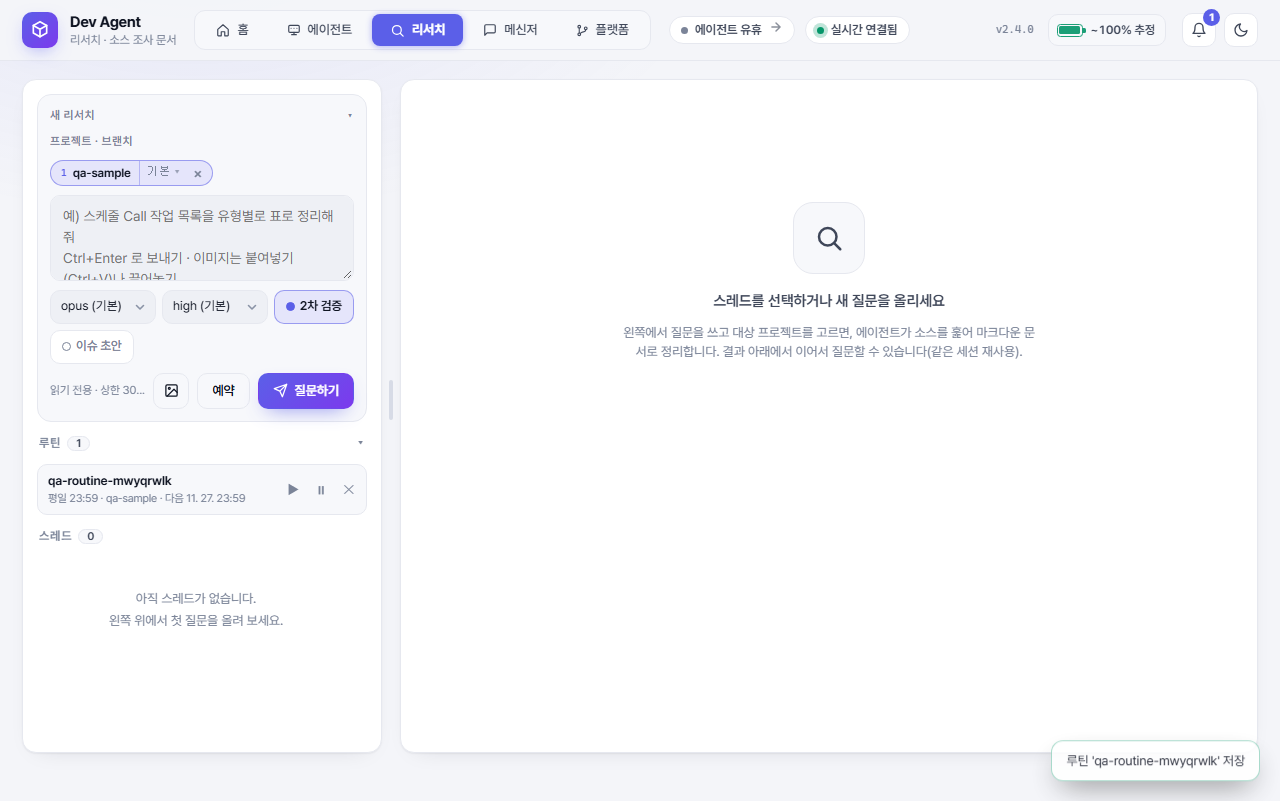 Dev Agent
리서치 · 소스 조사 문서
홈
에이전트
리서치
메신저
플랫폼
에이전트 유휴
실시간 연결됨
v2.4.0
~100% 추정
1
새 리서치
프로젝트 · 브랜치
1 qa-sample 기본
예) 스케줄 Call 작업 목록을 유형별로 표로 정리해
줘
Ctrl+Enter 로 보내기 · 이미지는 붙여넣기
(Ctrl+V)나 끌어놓기
opus (기본)
high (기본)
2차 검증
이슈 초안
읽기 전용 · 상한 30...
예약
질문하기
루틴 1
qa-routine-mwyqrwlk
평일 23:59 · qa-sample · 다음 11. 27. 23:59
스레드 0
아직 스레드가 없습니다.
왼쪽 위에서 첫 질문을 올려 보세요.
스레드를 선택하거나 새 질문을 올리세요
왼쪽에서 질문을 쓰고 대상 프로젝트를 고르면, 에이전트가 소스를 훑어 마크다운 문
서로 정리합니다. 결과 아래에서 이어서 질문할 수 있습니다(같은 세션 재사용).
루틴 'qa-routine-mwyqrwlk' 저장